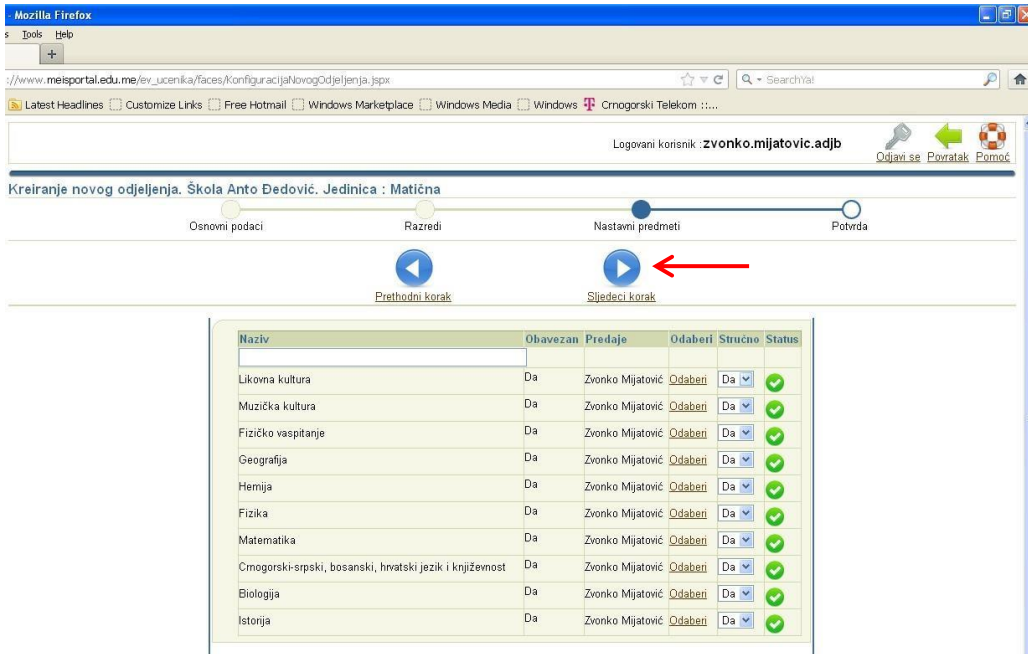 - Mozilla Firefox
s Tools Help
+
://www.meisportal.edu.me/ev_ucenika/faces/KonfiguracijaNovogOdjeljenja.jspx
SearchYa!
Latest Headlines Customize Links Free Hotmail Windows Marketplace Windows Media Windows Crnogorski Telekom ::...
Logovani korisnik :zvonko.mijatovic.adjb
Odjavi se Povratak Pomoć
Kreiranje novog odjeljenja. Škola Anto Đedović. Jedinica : Matična
Osnovni podaci Razredi Nastavni predmeti Potvrda
Prethodni korak Sljedeci korak
Naziv Obavezan Predaje Odaberi Stručno Status
Likovna kultura Da Zvonko Mijatović Odaberi Da
Muzička kultura Da Zvonko Mijatović Odaberi Da
Fizičko vaspitanje Da Zvonko Mijatović Odaberi Da
Geografija Da Zvonko Mijatović Odaberi Da
Hemija Da Zvonko Mijatović Odaberi Da
Fizika Da Zvonko Mijatović Odaberi Da
Matematika Da Zvonko Mijatović Odaberi Da
Crnogorski-srpski, bosanski, hrvatski jezik i književnost Da Zvonko Mijatović Odaberi Da
Biologija Da Zvonko Mijatović Odaberi Da
Istorija Da Zvonko Mijatović Odaberi Da